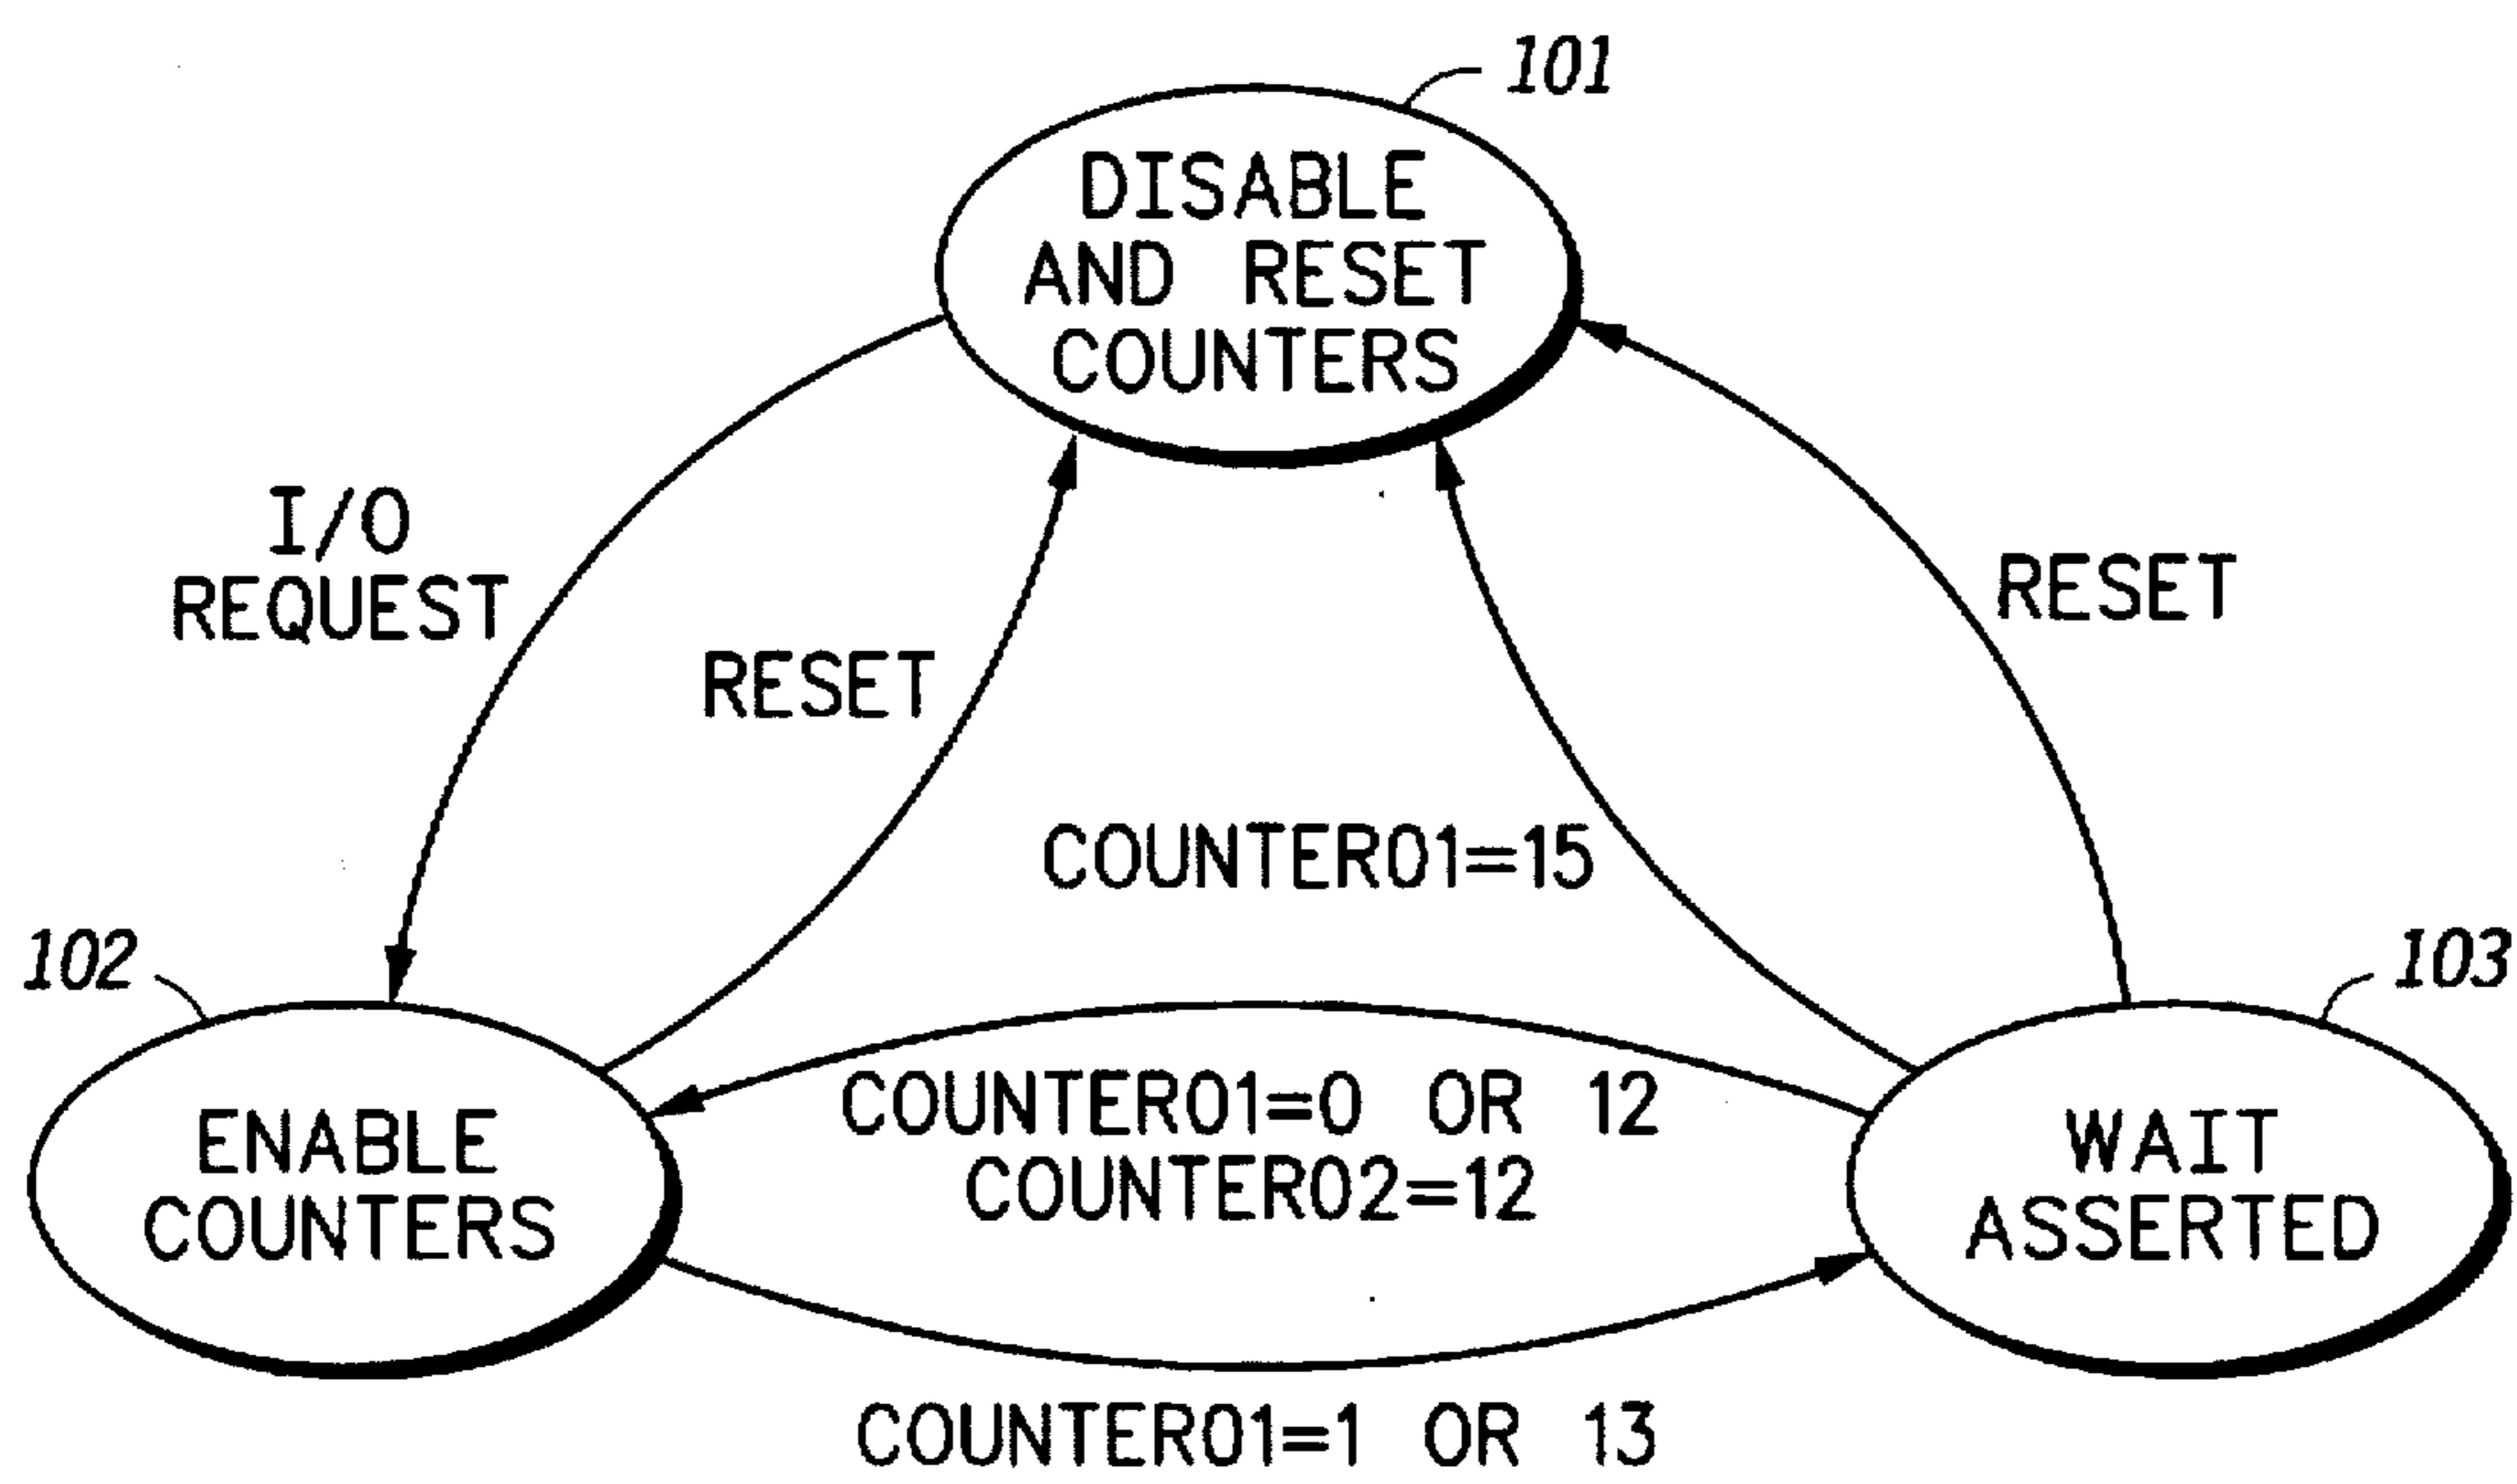 101
DISABLE
AND RESET
COUNTERS
I/O
REQUEST
RESET
RESET
COUNTER01=15
102
103
ENABLE
COUNTERS
COUNTER01=0 OR 12
COUNTER02=12
WAIT
ASSERTED
COUNTER01=1 OR 13